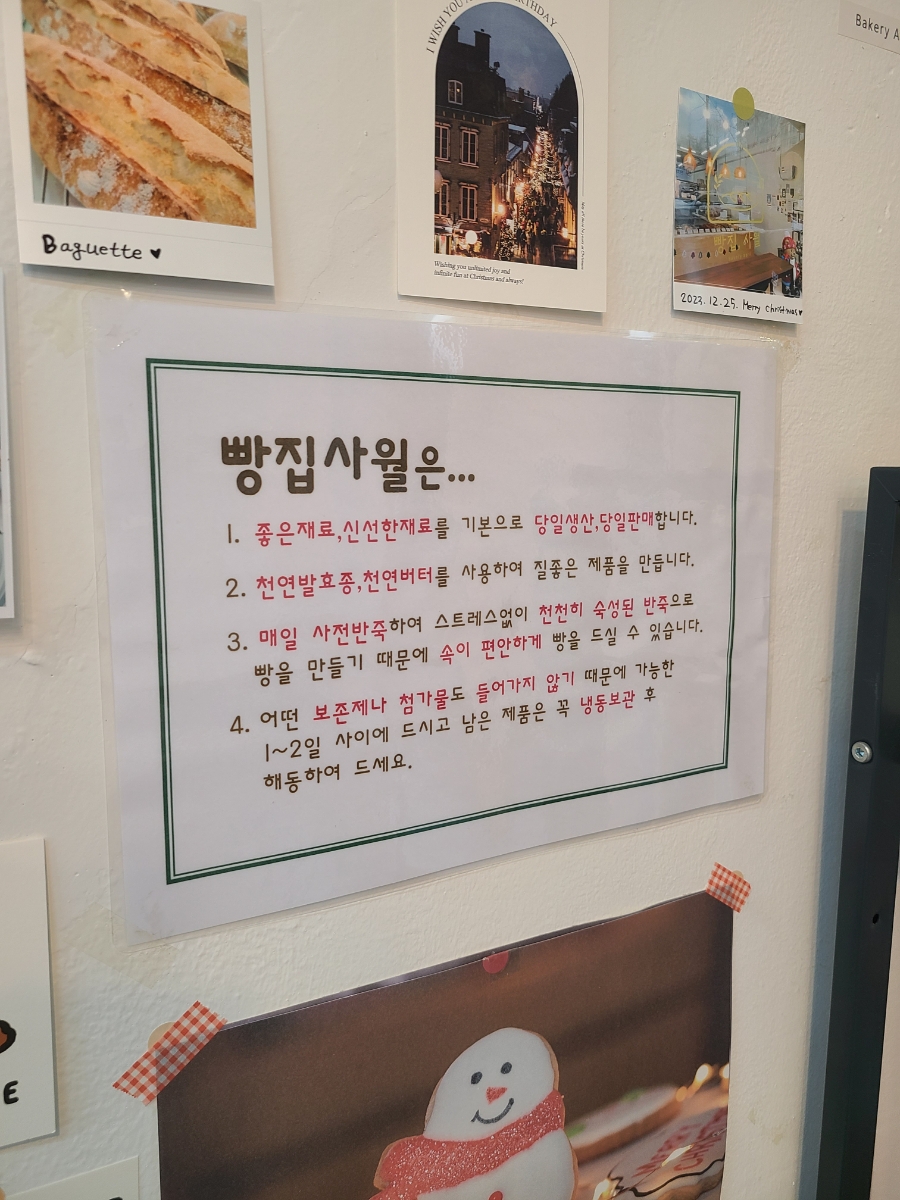 I WISH YOU
BIRTHDAY
Bakery A
Baguette ♥
Wishing you unlimited joy and
infinite fun at Christmas and always!
빵집 사월
2023.12.25. Merry Christmas♥
빵집사월은...
1. 좋은재료,신선한재료를 기본으로 당일생산,당일판매합니다.
2. 천연발효종,천연버터를 사용하여 질좋은 제품을 만듭니다.
3. 매일 사전반죽하여 스트레스없이 천천히 숙성된 반죽으로
빵을 만들기 때문에 속이 편안하게 빵을 드실 수 있습니다.
4. 어떤 보존제나 첨가물도 들어가지 않기 때문에 가능한
1~2일 사이에 드시고 남은 제품은 꼭 냉동보관 후
해동하여 드세요.
E